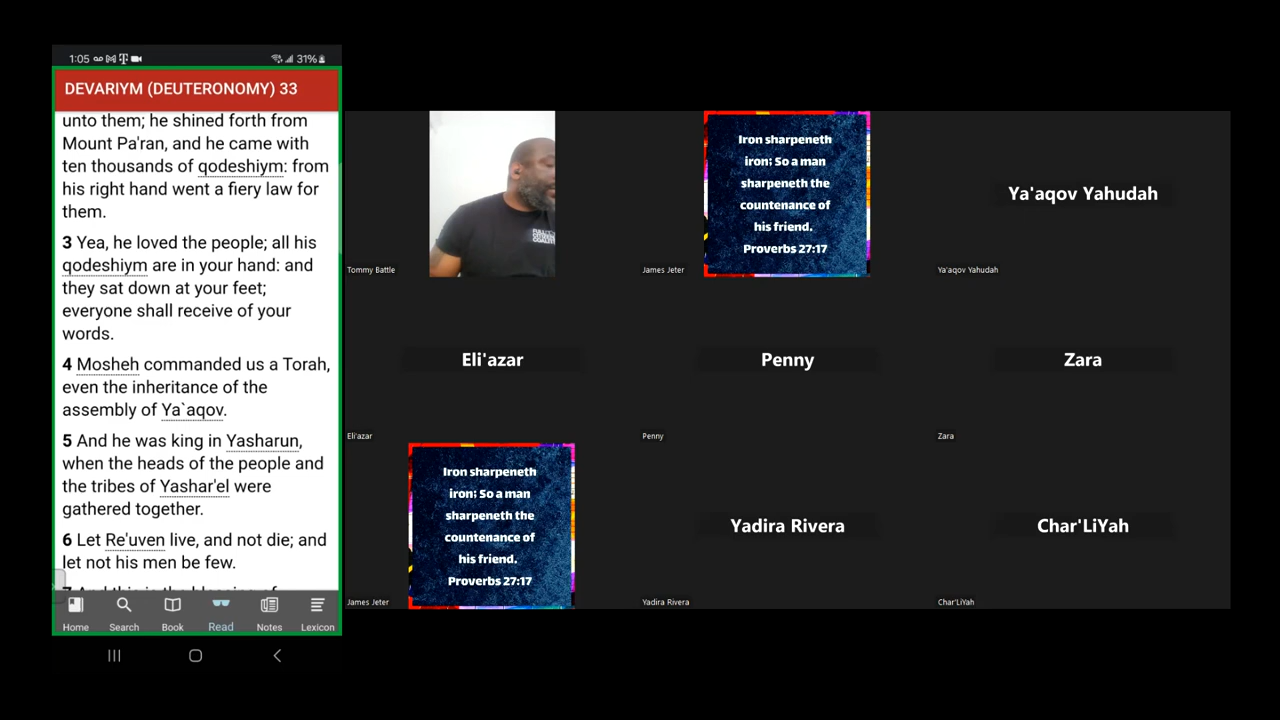 1:05
31%
DEVARIYM (DEUTERONOMY) 33
unto them; he shined forth from
Mount Pa'ran, and he came with
ten thousands of qodeshiym: from
his right hand went a fiery law for
them.
3 Yea, he loved the people; all his
qodeshiym are in your hand: and
they sat down at your feet;
everyone shall receive of your
words.
4 Mosheh commanded us a Torah,
even the inheritance of the
assembly of Ya`aqov.
5 And he was king in Yasharun,
when the heads of the people and
the tribes of Yashar'el were
gathered together.
6 Let Re'uven live, and not die; and
let not his men be few.
Home
Search
Book
Read
Notes
Lexicon
Tommy Battle
Iron sharpeneth
iron; So a man
sharpeneth the
countenance of
his friend.
Proverbs 27:17
James Jeter
Ya'aqov Yahudah
Ya'aqov Yahudah
Eli'azar
Eli'azar
Penny
Penny
Zara
Zara
Iron sharpeneth
iron; So a man
sharpeneth the
countenance of
his friend.
Proverbs 27:17
James Jeter
Yadira Rivera
Yadira Rivera
Char'LiYah
Char'LiYah